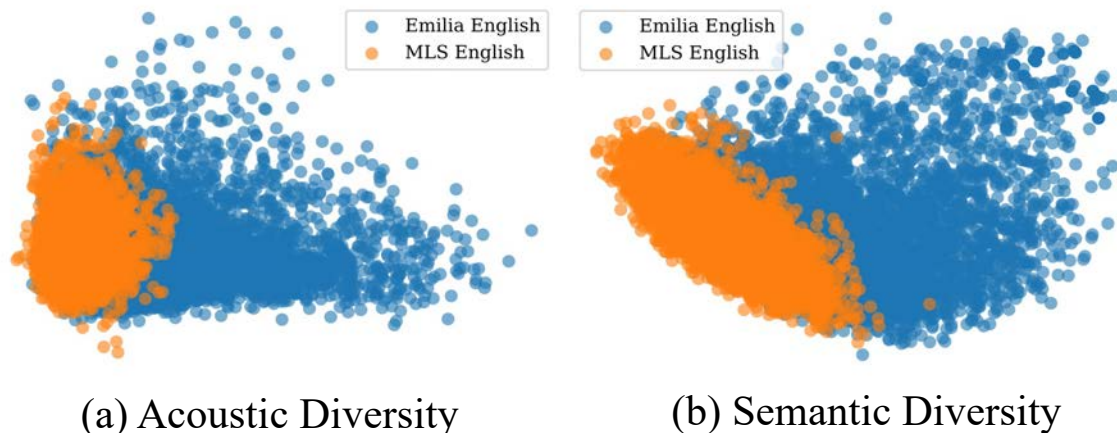 Emilia English
MLS English
Emilia English
MLS English
(a) Acoustic Diversity
(b) Semantic Diversity